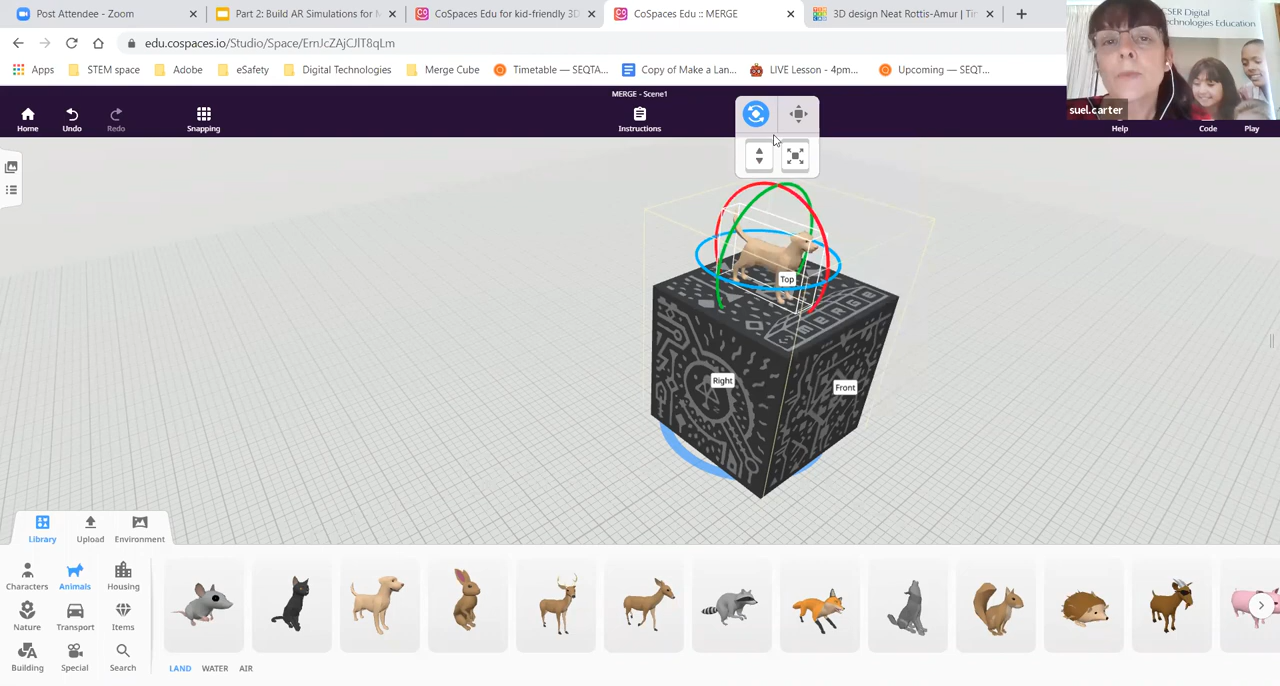 Post Attendee - Zoom
Part 2: Build AR Simulations for M
CoSpaces Edu for kid-friendly 3D
CoSpaces Edu :: MERGE
3D design Neat Rottis-Amur | Tin
edu.cospaces.io/Studio/Space/ErnJcZAjCJlT8qLm
Apps
STEM space
Adobe
eSafety
Digital Technologies
Merge Cube
Timetable — SEQTA...
Copy of Make a Lan...
LIVE Lesson - 4pm...
Upcoming — SEQT...
CSER Digital
Technologies Education
suel.carter
MERGE - Scene1
Home
Undo
Redo
Snapping
Instructions
Help
Code
Play
Top
MERGE
Right
Front
Library
Upload
Environment
Characters
Animals
Housing
Nature
Transport
Items
Building
Special
Search
LAND
WATER
AIR